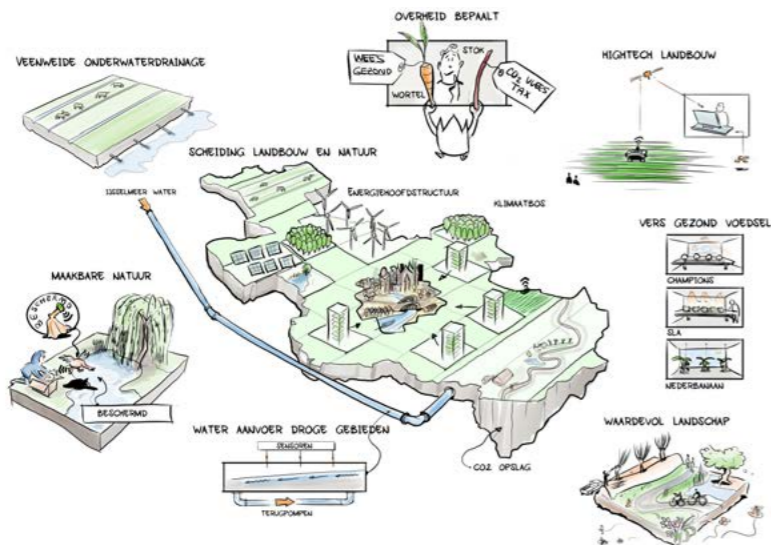 OVERHEID BEPAALT
WEES
GEZOND
STOK
WORTEL
CO2 VLEES
TAX
VEENWEIDE ONDERWATERDRAINAGE
HIGHTECH LANDBOUW
SCHEIDING LANDBOUW EN NATUUR
IJSSELMEER WATER
ENERGIEHOOFDSTRUCTUUR
KLIMAATBOS
VERS GEZOND VOEDSEL
CHAMPIONS
SLA
NEDERBANAAN
MAAKBARE NATUUR
BESCHERMD
BESCHERMD
WATER AANVOER DROGE GEBIEDEN
SENSOREN
TERUGPOMPEN
CO2 OPSLAG
WAARDEVOL LANDSCHAP